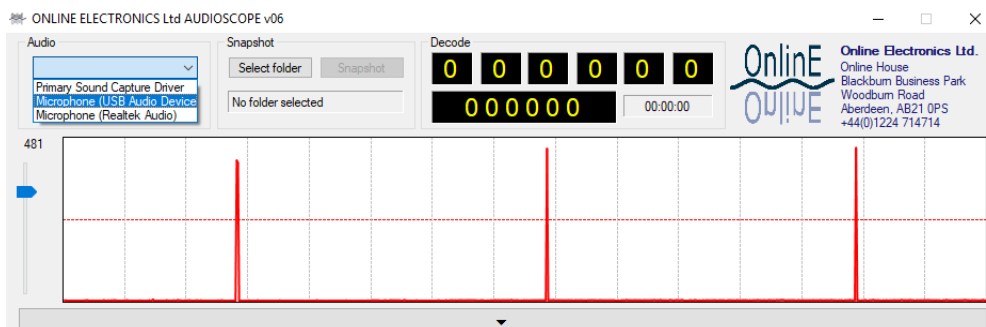 ONLINE ELECTRONICS Ltd AUDIOSCOPE v06
Audio
Primary Sound Capture Driver
Microphone (USB Audio Device
Microphone (Realtek Audio)
Snapshot
Select folder
Snapshot
No folder selected
Decode
0 0 0 0 0 0
000000
00:00:00
OnlinE
OnlinE
Online Electronics Ltd.
Online House
Blackburn Business Park
Woodburn Road
Aberdeen, AB21 0PS
+44(0)1224 714714
481